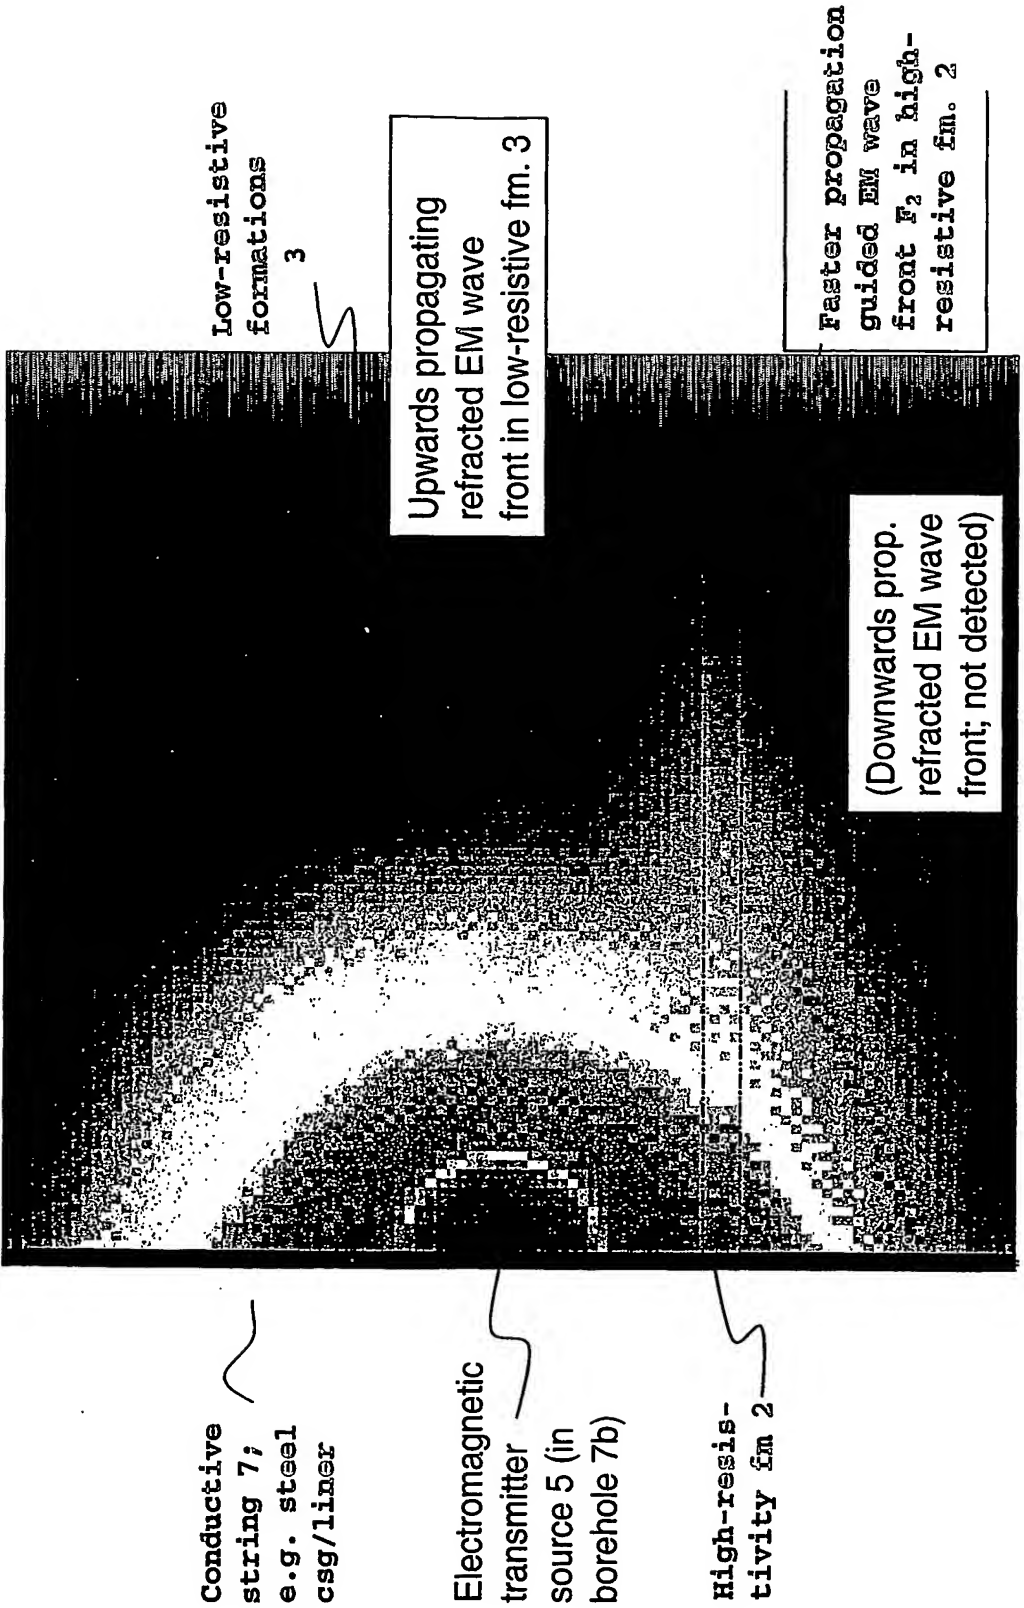 Conductive
string 7;
e.g. steel
csg/liner
Electromagnetic
transmitter
source 5 (in
borehole 7b)
High-resis-
tivity fm 2
Low-resistive
formations
3
Upwards propagating
refracted EM wave
front in low-resistive fm. 3
(Downwards prop.
refracted EM wave
front; not detected)
Faster propagation
guided EM wave
front F₂ in high-
resistive fm. 2